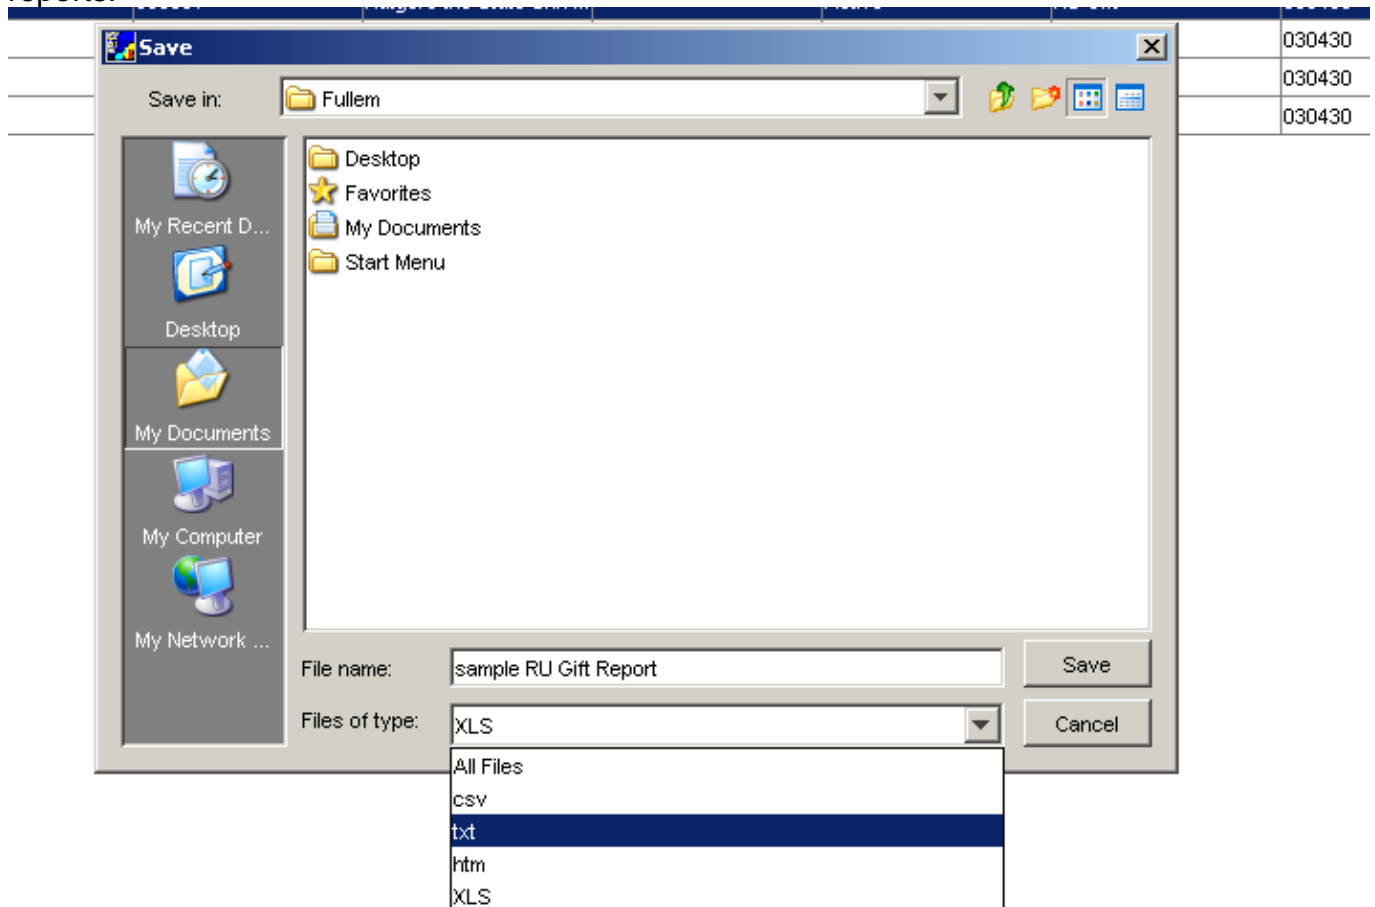 reports.
Save
030430
Save in:
Fullem
030430
030430
Desktop
Favorites
My Documents
Start Menu
My Recent D...
Desktop
My Documents
My Computer
My Network ...
File name:
sample RU Gift Report
Save
Files of type:
XLS
Cancel
All Files
csv
txt
htm
XLS